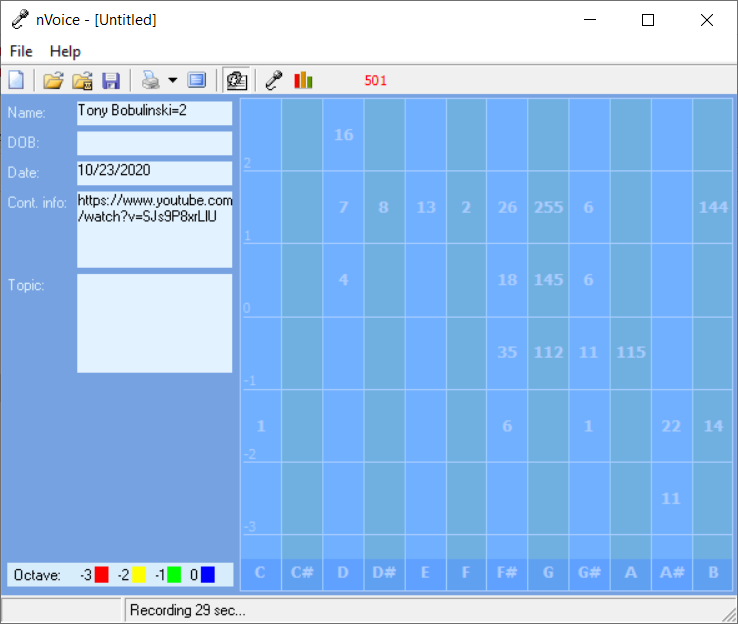 nVoice - [Untitled]
File Help
501
Name: Tony Bobulinski=2
DOB:
Date: 10/23/2020
Cont. info: https://www.youtube.com
/watch?v=SJs9P8xrLIU
Topic:
16
2
7 8 13 2 26 255 6 144
1
4 18 145 6
0
35 112 11 115
-1
1 6 1 22 14
-2
11
-3
Octave: -3 -2 -1 0
C C# D D# E F F# G G# A A# B
Recording 29 sec...